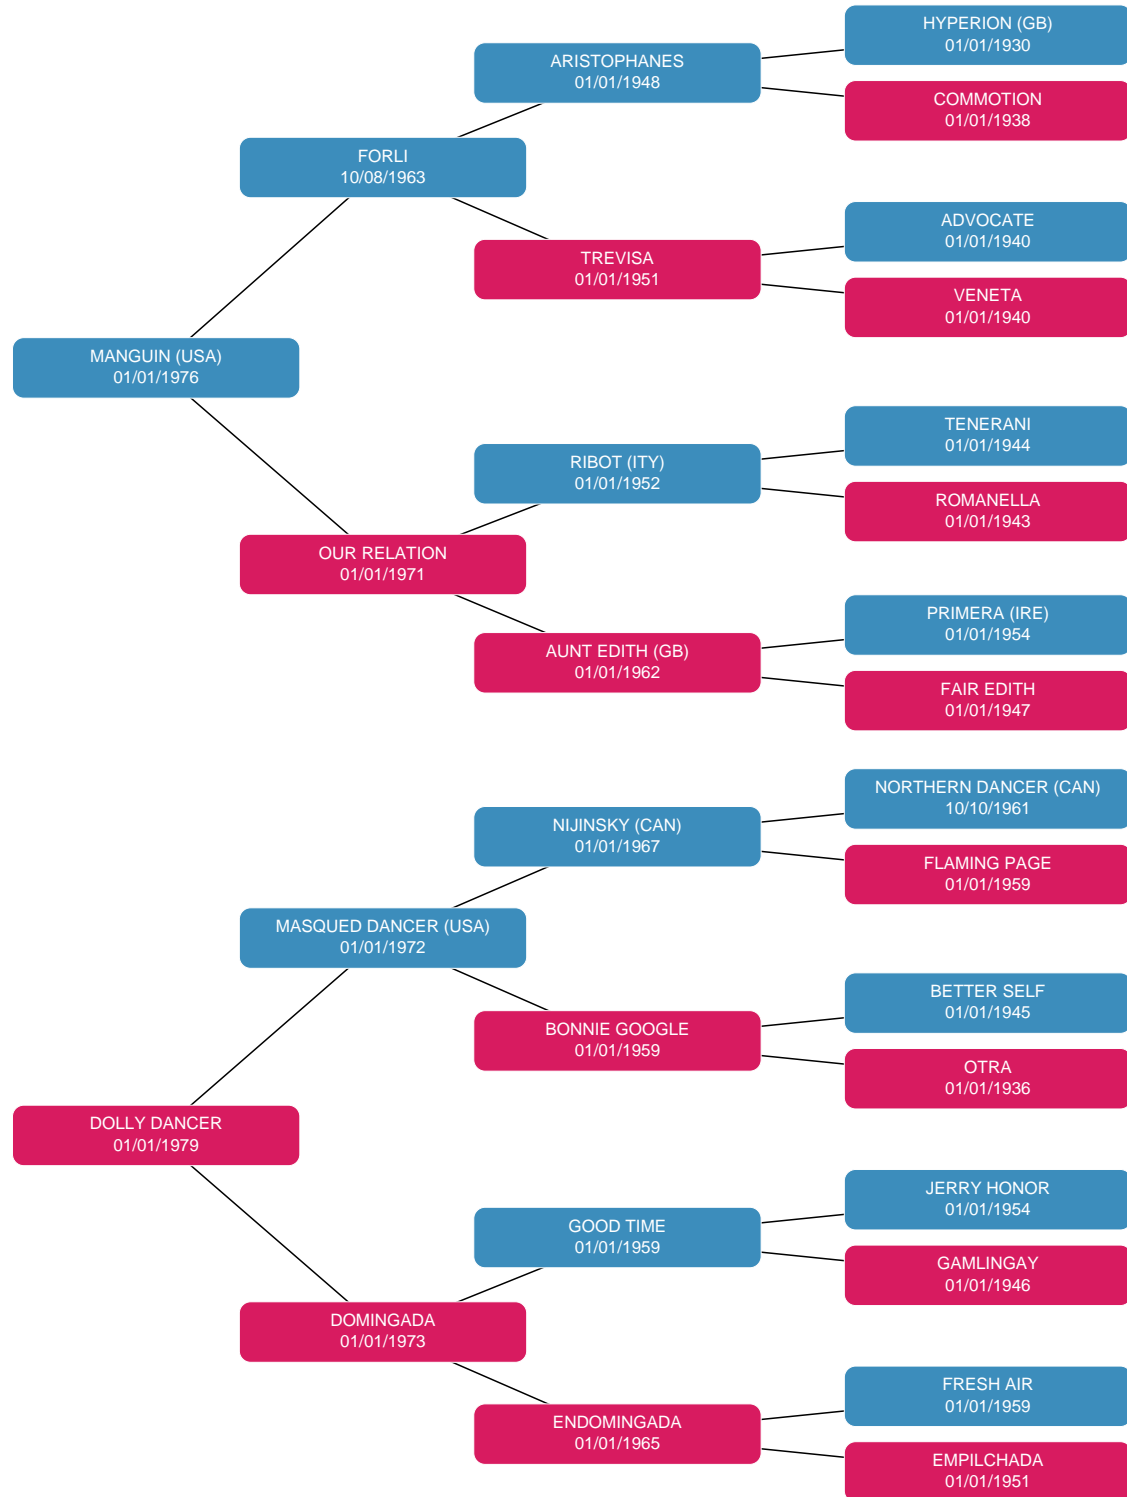 HYPERION (GB)
01/01/1930
ARISTOPHANES
01/01/1948
COMMOTION
01/01/1938
FORLI
10/08/1963
ADVOCATE
01/01/1940
TREVISA
01/01/1951
VENETA
01/01/1940
MANGUIN (USA)
01/01/1976
TENERANI
01/01/1944
RIBOT (ITY)
01/01/1952
ROMANELLA
01/01/1943
OUR RELATION
01/01/1971
PRIMERA (IRE)
01/01/1954
AUNT EDITH (GB)
01/01/1962
FAIR EDITH
01/01/1947
NORTHERN DANCER (CAN)
10/10/1961
NIJINSKY (CAN)
01/01/1967
FLAMING PAGE
01/01/1959
MASQUED DANCER (USA)
01/01/1972
BETTER SELF
01/01/1945
BONNIE GOOGLE
01/01/1959
OTRA
01/01/1936
DOLLY DANCER
01/01/1979
JERRY HONOR
01/01/1954
GOOD TIME
01/01/1959
GAMLINGAY
01/01/1946
DOMINGADA
01/01/1973
FRESH AIR
01/01/1959
ENDOMINGADA
01/01/1965
EMPILCHADA
01/01/1951